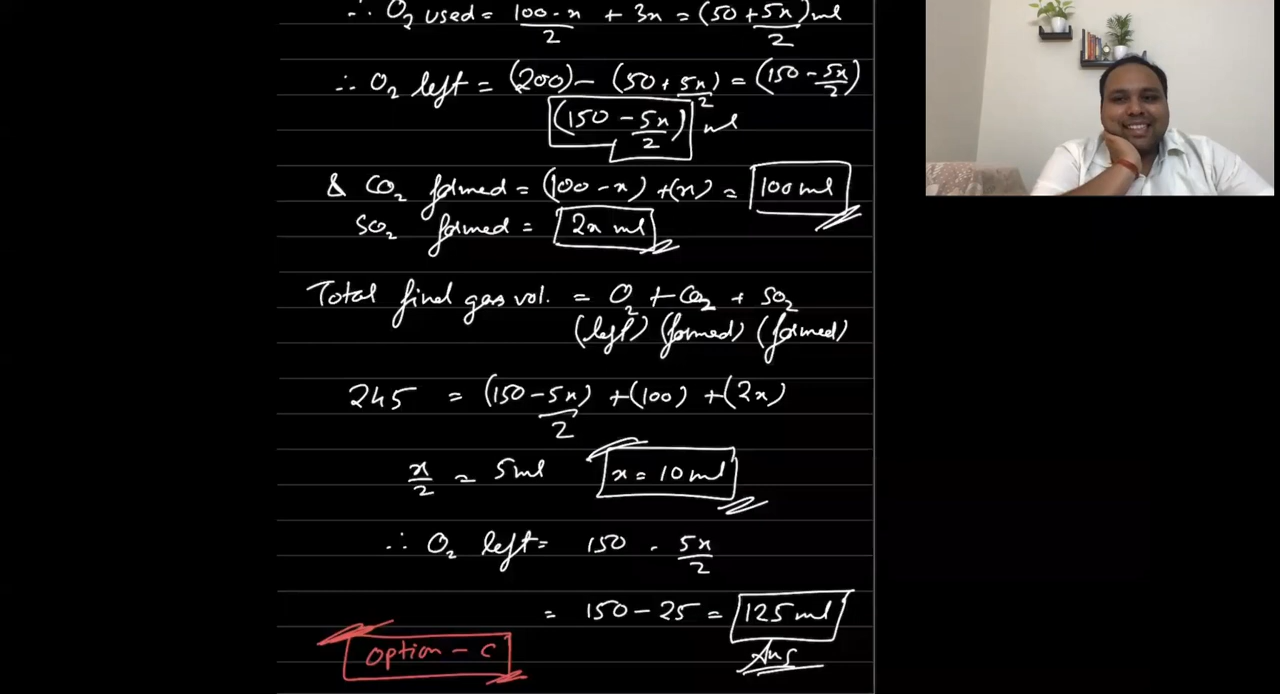 ∴ O₂ used = (100-x)/2 + 3x = (50 + 5x/2) ml
∴ O₂ left = (200) - (50 + 5x/2) = (150 - 5x/2)
(150 - 5x/2) ml
& CO₂ formed = (100-x) + (x) = 100 ml
SO₂ formed = 2x ml
Total final gas vol. = O₂ + CO₂ + SO₂
(left) (formed) (formed)
245 = (150 - 5x/2) + (100) + (2x)
x/2 = 5ml x = 10 ml
∴ O₂ left = 150 - 5x/2
= 150 - 25 = 125 ml
Ans
option - C